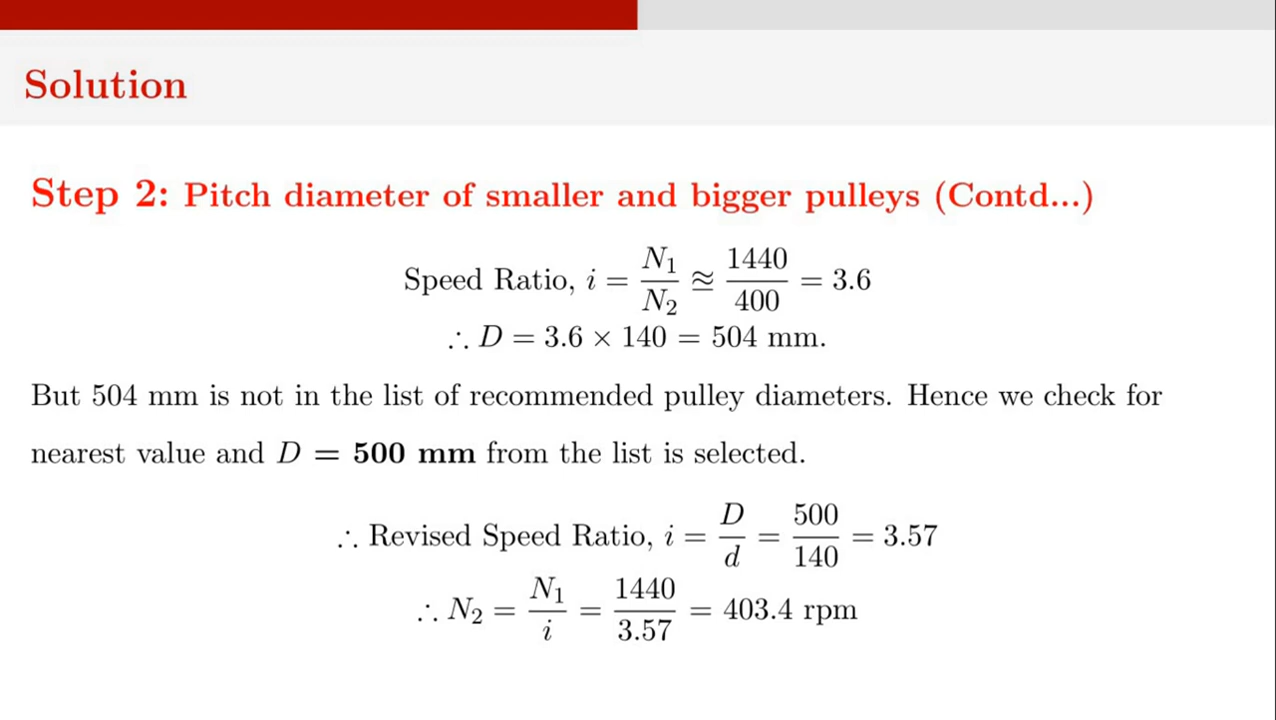 Solution
Step 2: Pitch diameter of smaller and bigger pulleys (Contd...)
Speed Ratio, i = N₁/N₂ ≊ 1440/400 = 3.6
∴ D = 3.6 × 140 = 504 mm.
But 504 mm is not in the list of recommended pulley diameters. Hence we check for
nearest value and D = 500 mm from the list is selected.
∴ Revised Speed Ratio, i = D/d = 500/140 = 3.57
∴ N₂ = N₁/i = 1440/3.57 = 403.4 rpm